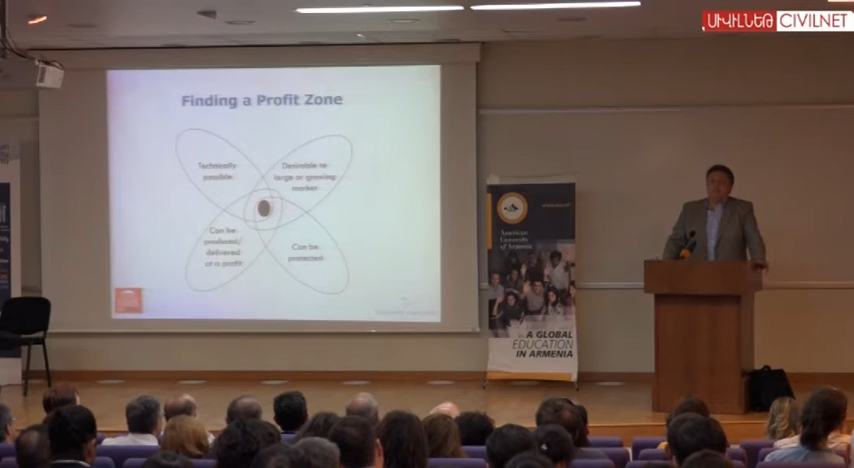 ՍԻՎԻԼՆԵԹ CIVILNET
Finding a Profit Zone
Technically
possible
Desirable to
large or growing
market
Can be
produced/
delivered
at a profit
Can be
protected
American
University
of Armenia
A GLOBAL
EDUCATION
IN ARMENIA